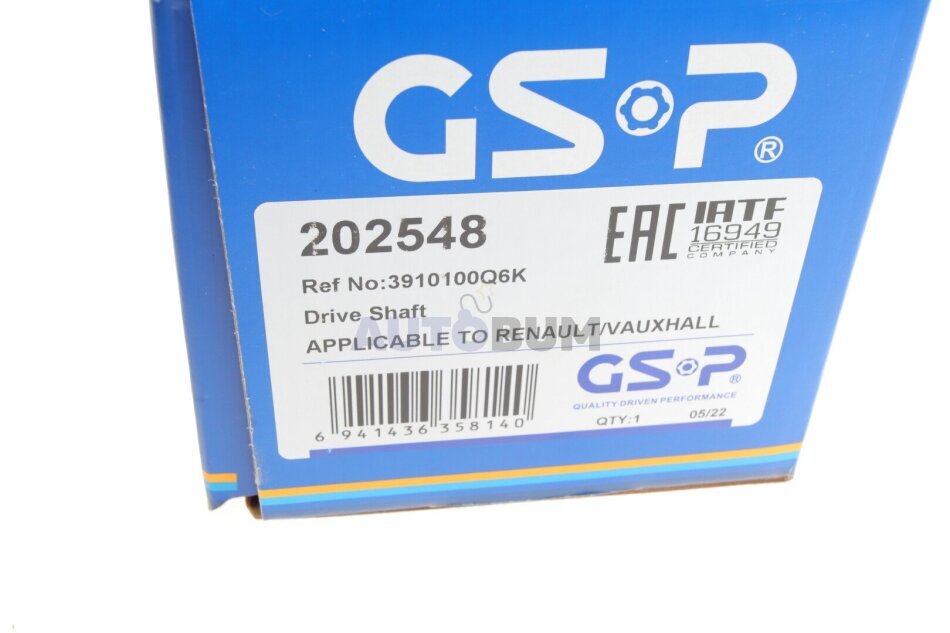 GSP®
202548
EAC
IATF
16949
CERTIFIED
COMPANY
Ref No:3910100Q6K
Drive Shaft
AUTOBUM
APPLICABLE TO RENAULT/VAUXHALL
GSP®
QUALITY DRIVEN PERFORMANCE
6 941436 358140
QTY:1 05/22